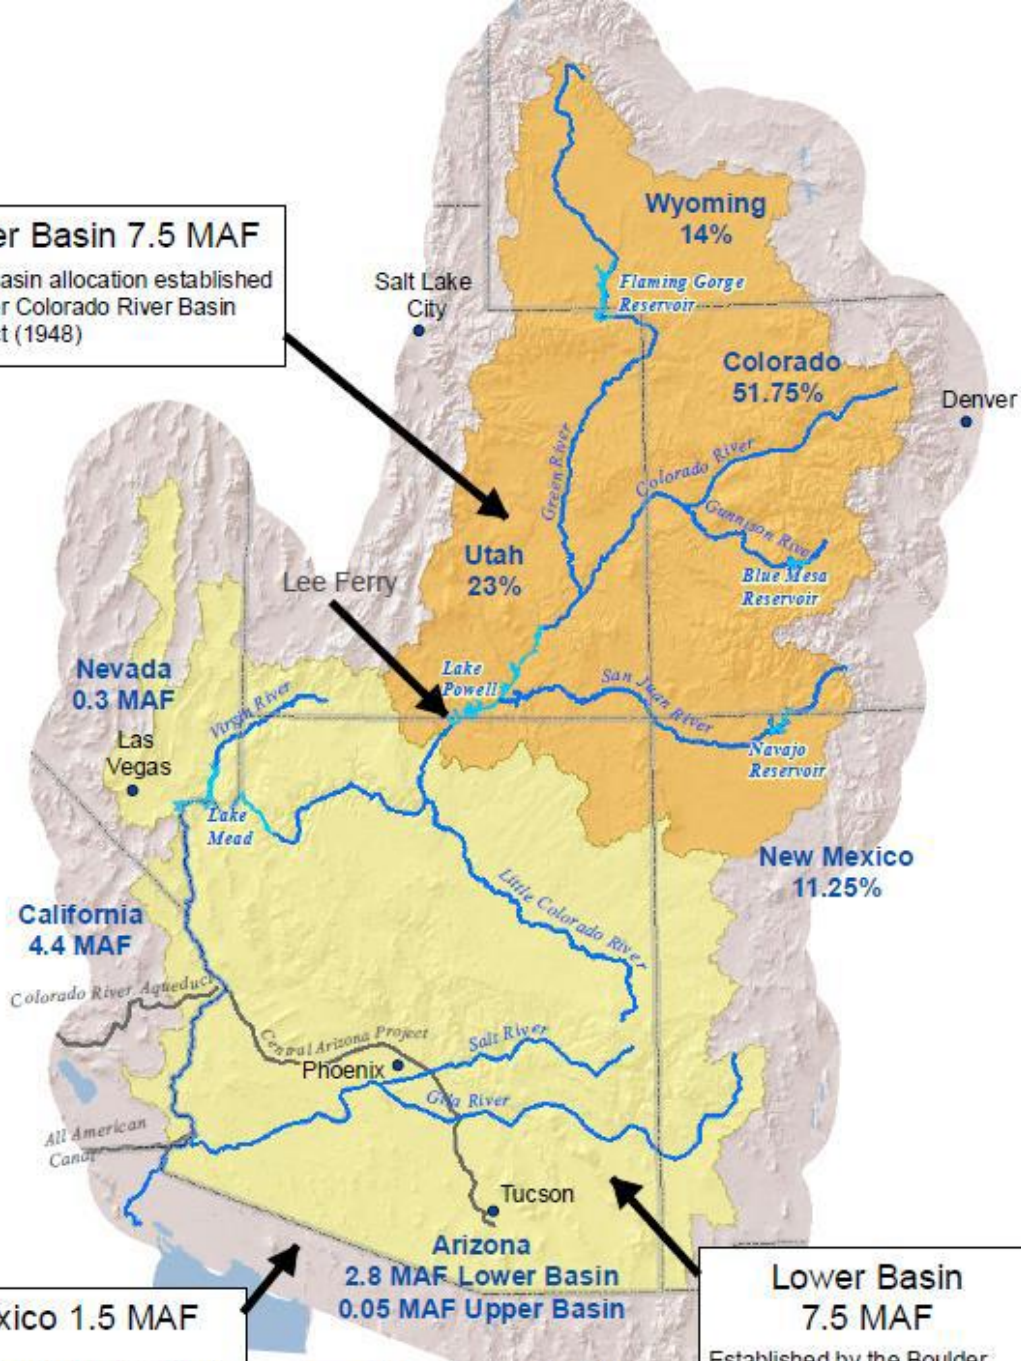 er Basin 7.5 MAF
asin allocation established
r Colorado River Basin
t (1948)
Wyoming
14%
Salt Lake
City
Flaming Gorge
Reservoir
Colorado
51.75%
Denver
Green River
Colorado River
Gunnison River
Blue Mesa
Reservoir
Utah
23%
Lee Ferry
Lake
Powell
San Juan River
Navajo
Reservoir
Nevada
0.3 MAF
Virgin River
Las
Vegas
Lake
Mead
New Mexico
11.25%
Little Colorado River
California
4.4 MAF
Colorado River Aqueduct
Central Arizona Project
Salt River
Phoenix
Gila River
All American
Canal
Tucson
Arizona
2.8 MAF Lower Basin
0.05 MAF Upper Basin
Lower Basin
7.5 MAF
Established by the Boulder
xico 1.5 MAF